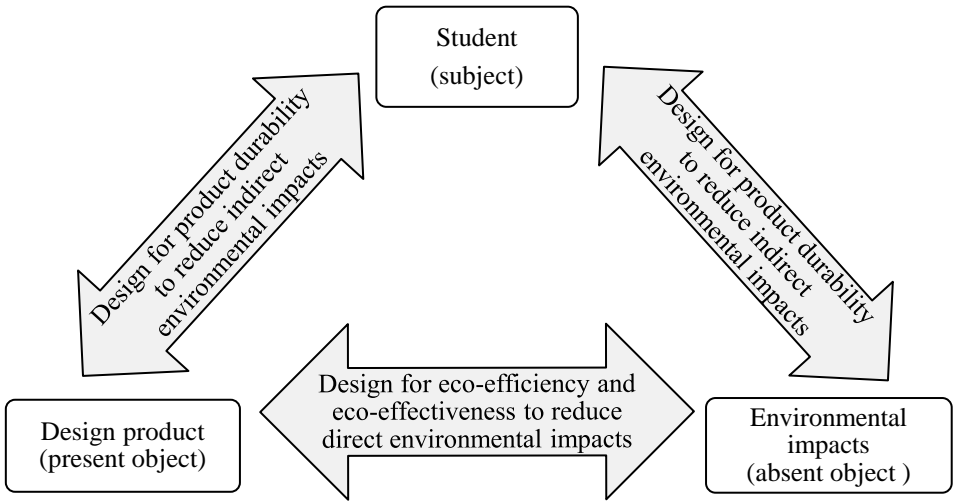 Student
(subject)
Design for product durability
to reduce indirect
environmental impacts
Design for product durability
to reduce indirect
environmental impacts
Design for eco-efficiency and
eco-effectiveness to reduce
direct environmental impacts
Design product
(present object)
Environmental
impacts
(absent object )